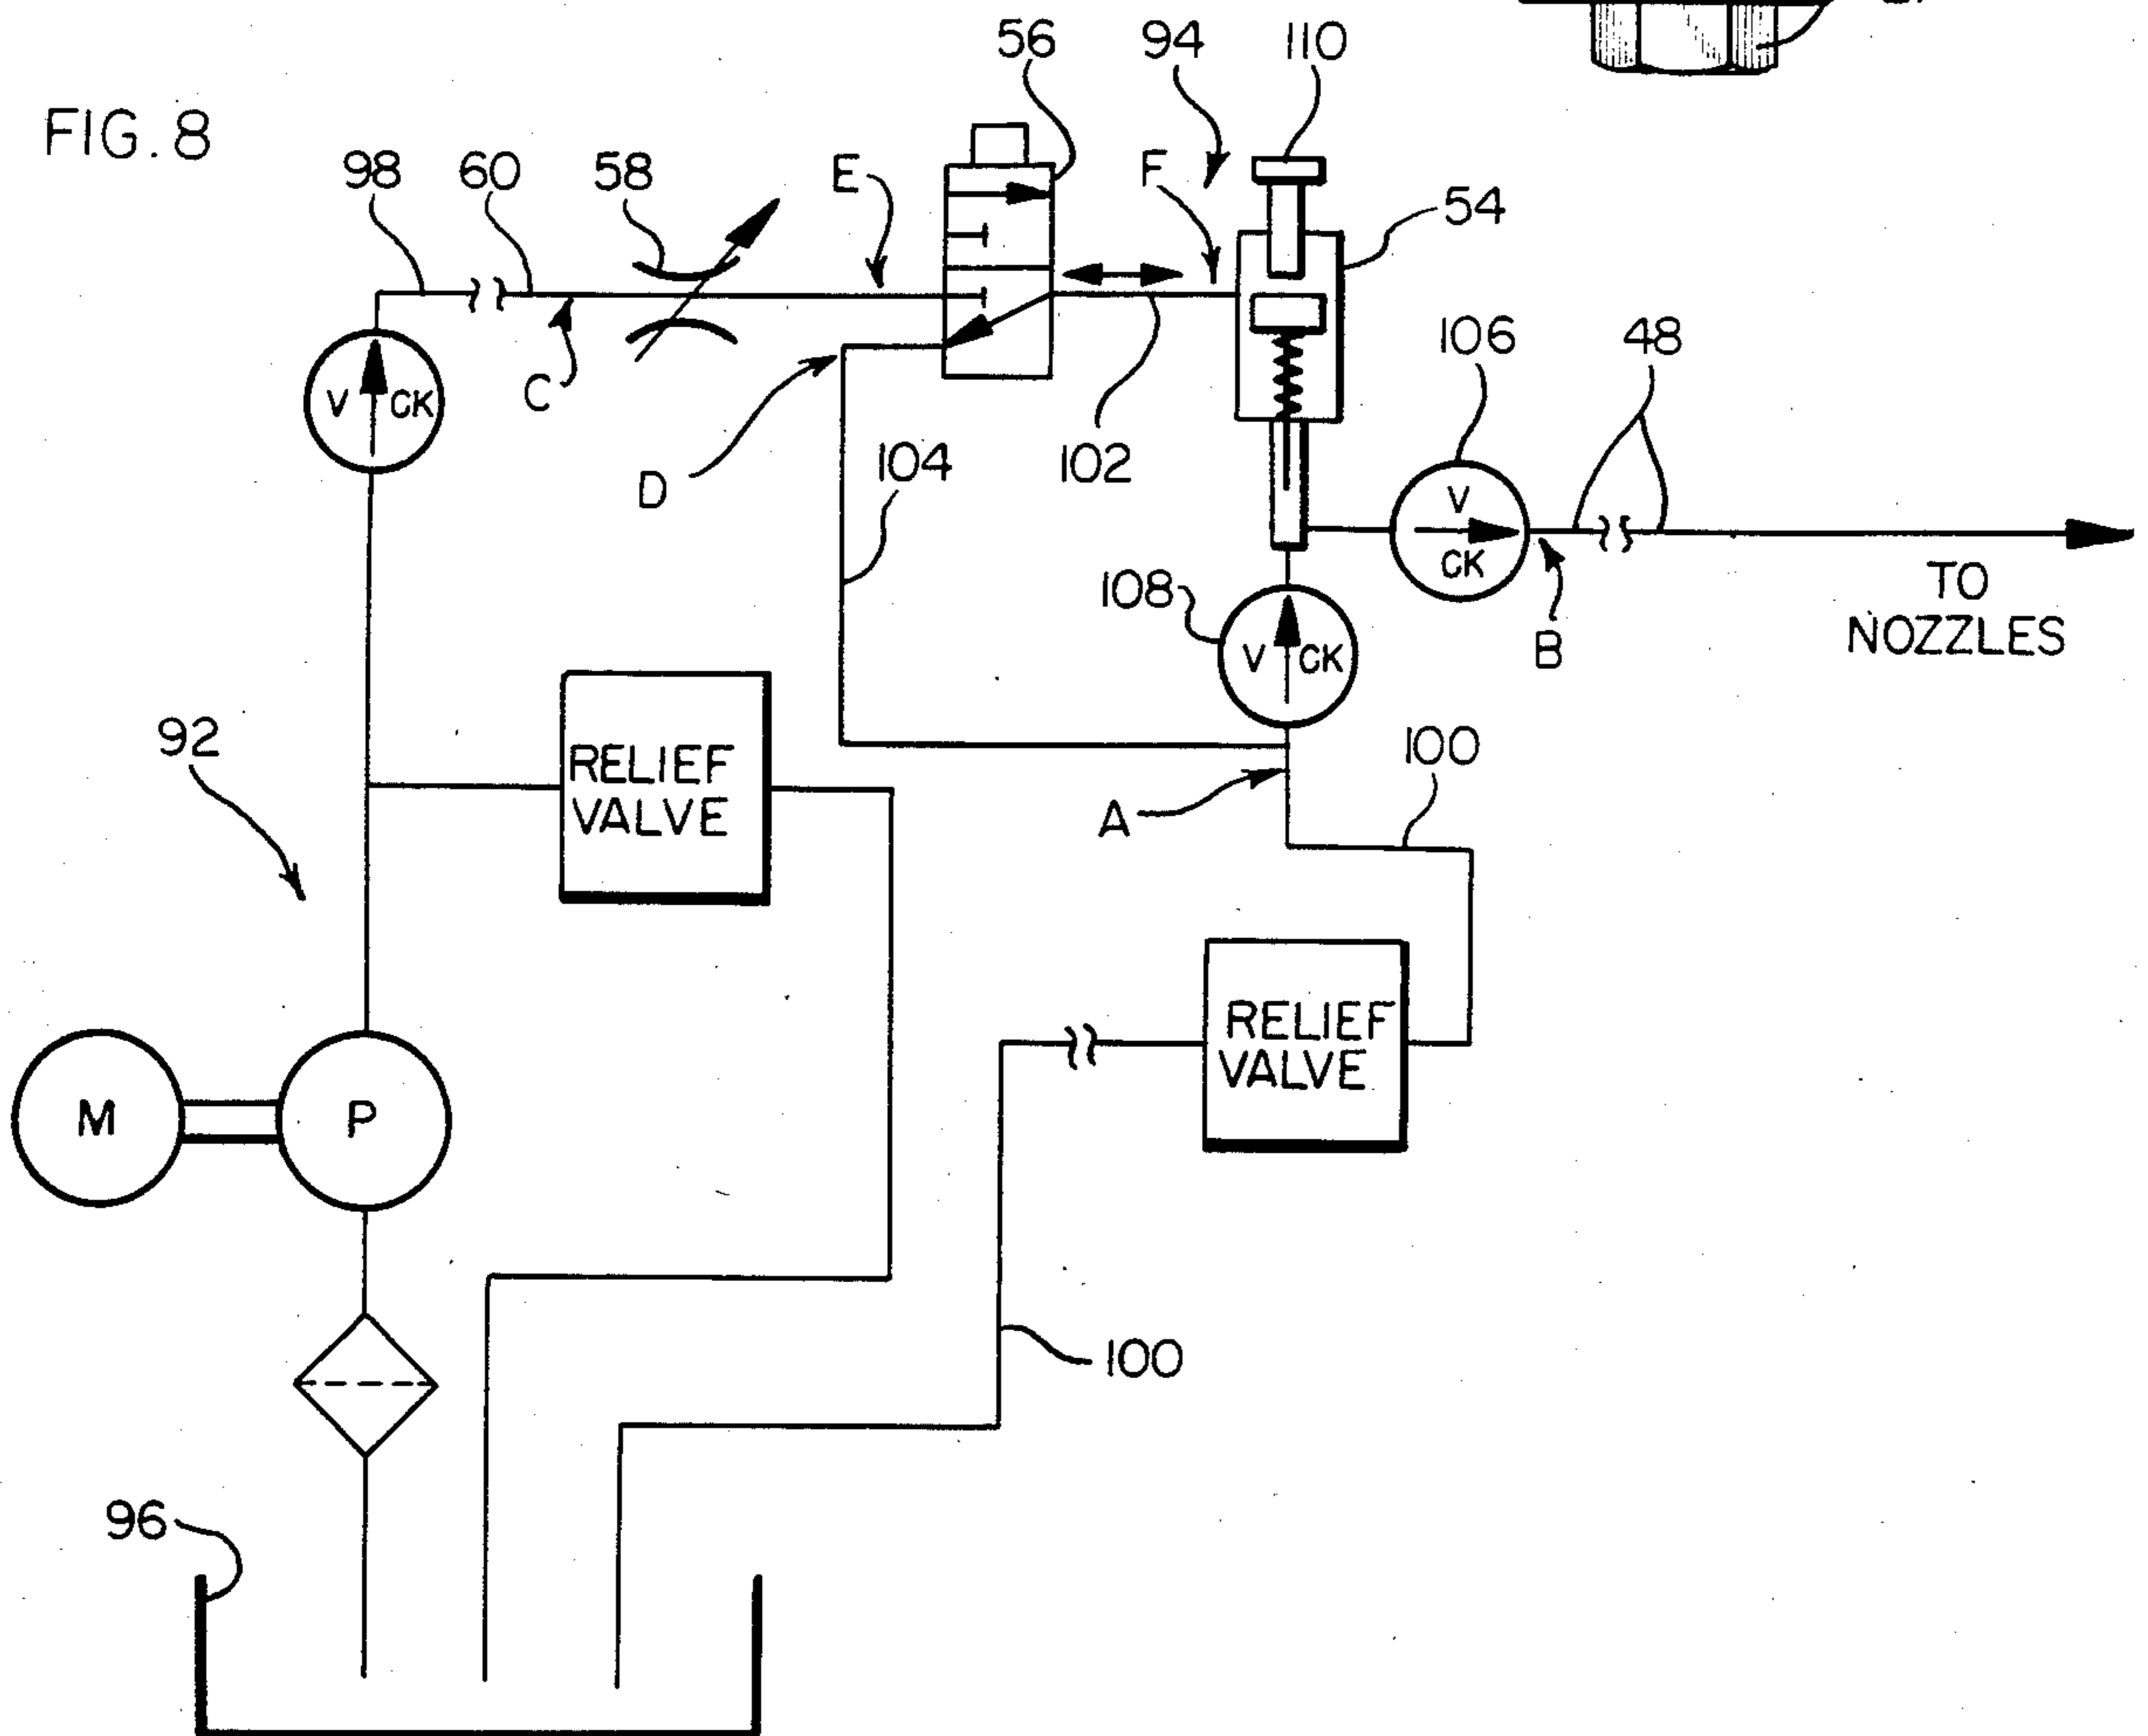 56 94 110
FIG. 8
98 60 58 E F 54
106 48
V CK
C
D 104 102
V
CK
108
B
TO
NOZZLES
V CK
92
RELIEF
VALVE
100
A
RELIEF
VALVE
M P
100
96